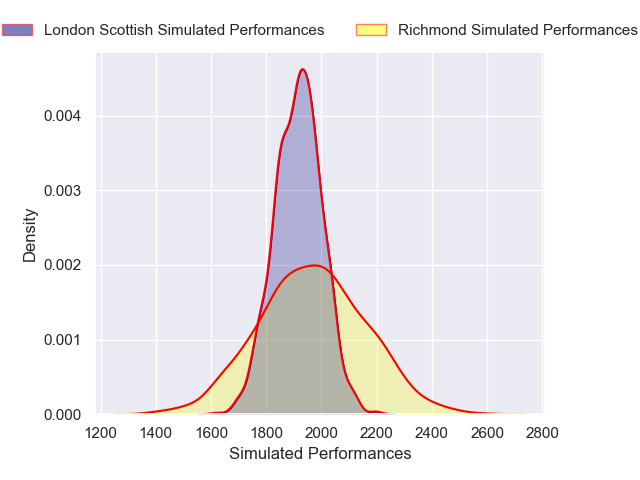 London Scottish Simulated Performances
Richmond Simulated Performances
0.004
0.003
0.002
0.001
0.000
Density
1200 1400 1600 1800 2000 2200 2400 2600 2800
Simulated Performances